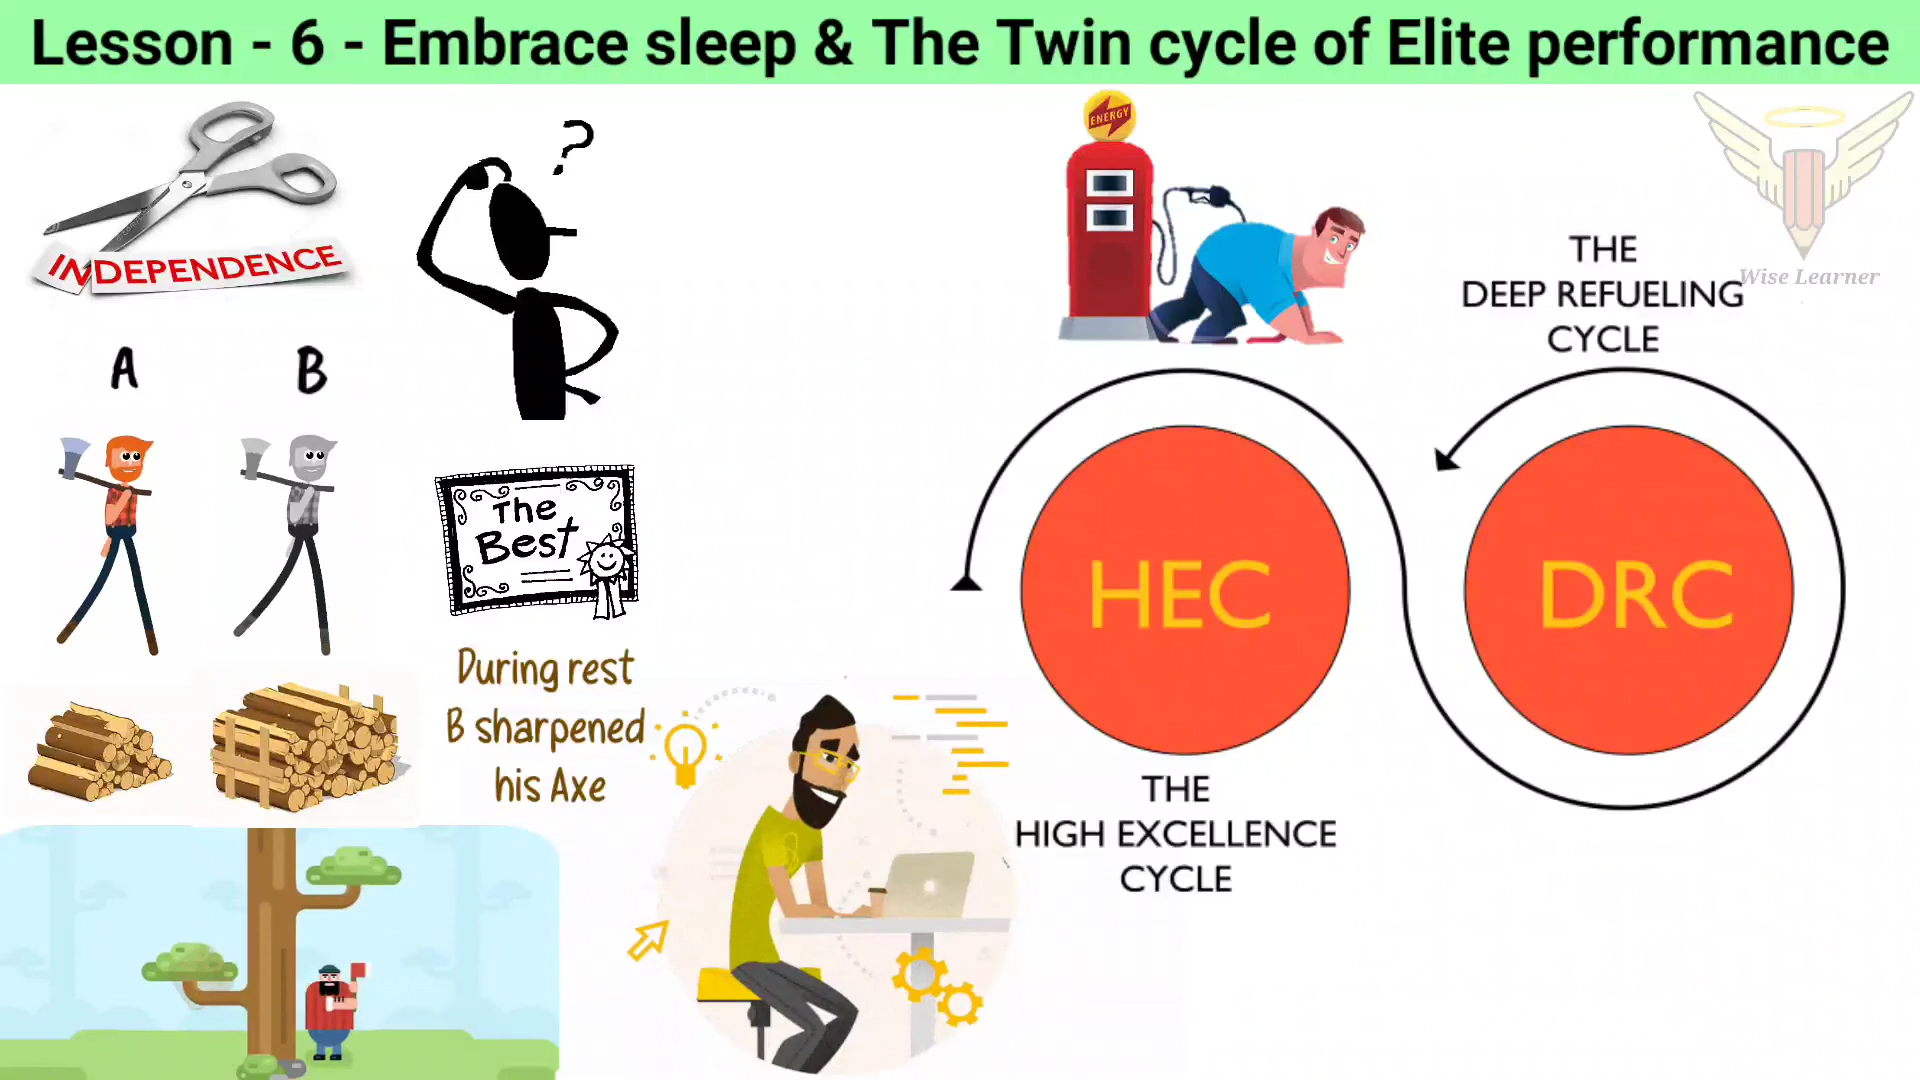 Lesson - 6 - Embrace sleep & The Twin cycle of Elite performance
INDEPENDENCE
?
A B
The
Best
During rest
B sharpened
his Axe
ENERGY
THE
DEEP REFUELING
CYCLE
Wise Learner
HEC
DRC
THE
HIGH EXCELLENCE
CYCLE